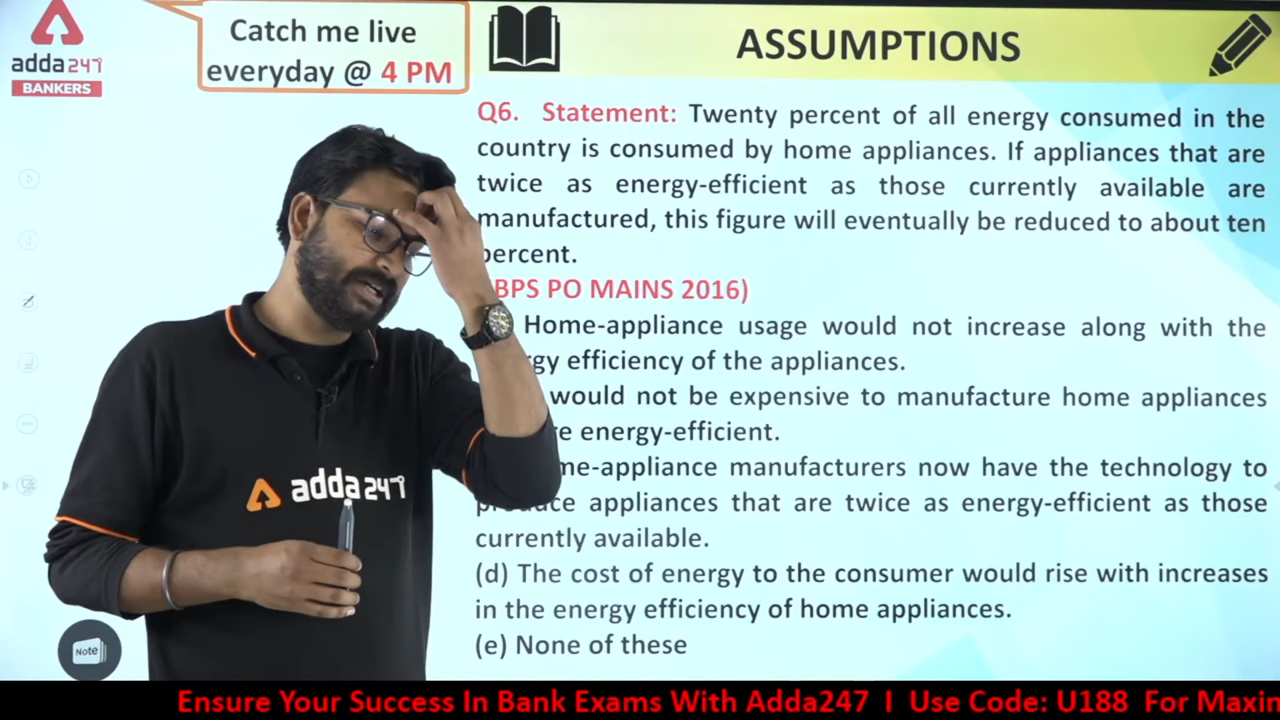 Catch me live
everyday @ 4 PM
adda247
BANKERS
ASSUMPTIONS
Q6. Statement: Twenty percent of all energy consumed in the
country is consumed by home appliances. If appliances that are
twice as energy-efficient as those currently available are
manufactured, this figure will eventually be reduced to about ten
percent.
BPS PO MAINS 2016)
Home-appliance usage would not increase along with the
efficiency of the appliances.
would not be expensive to manufacture home appliances
energy-efficient.
me-appliance manufacturers now have the technology to
appliances that are twice as energy-efficient as those
currently available.
(d) The cost of energy to the consumer would rise with increases
in the energy efficiency of home appliances.
(e) None of these
adda247
Note
Ensure Your Success In Bank Exams With Adda247 I Use Code: U188 For Maxin